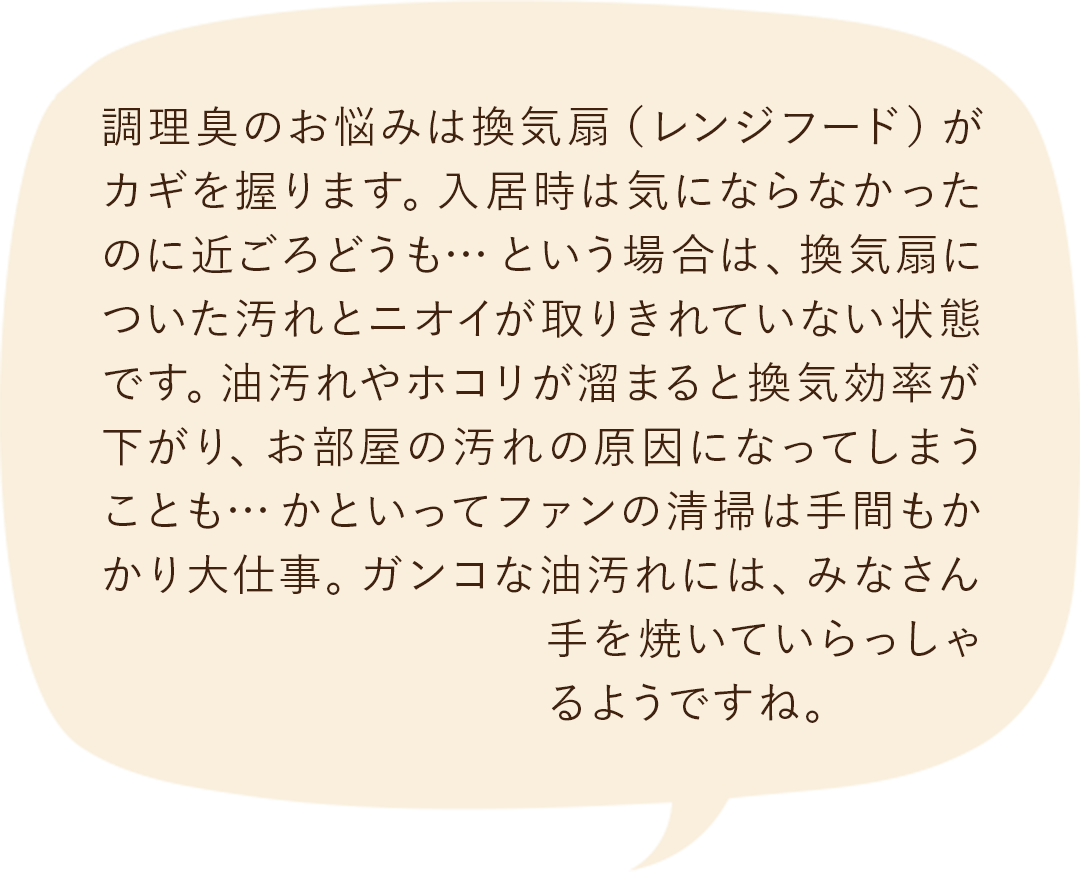 調理臭のお悩みは換気扇（レンジフード）が
カギを握ります。入居時は気にならなかった
のに近ごろどうも…という場合は、換気扇に
ついた汚れとニオイが取りきれていない状態
です。油汚れやホコリが溜まると換気効率が
下がり、お部屋の汚れの原因になってしまう
ことも…かといってファンの清掃は手間もか
かり大仕事。ガンコな油汚れには、みなさん
手を焼いていらっしゃ
るようですね。